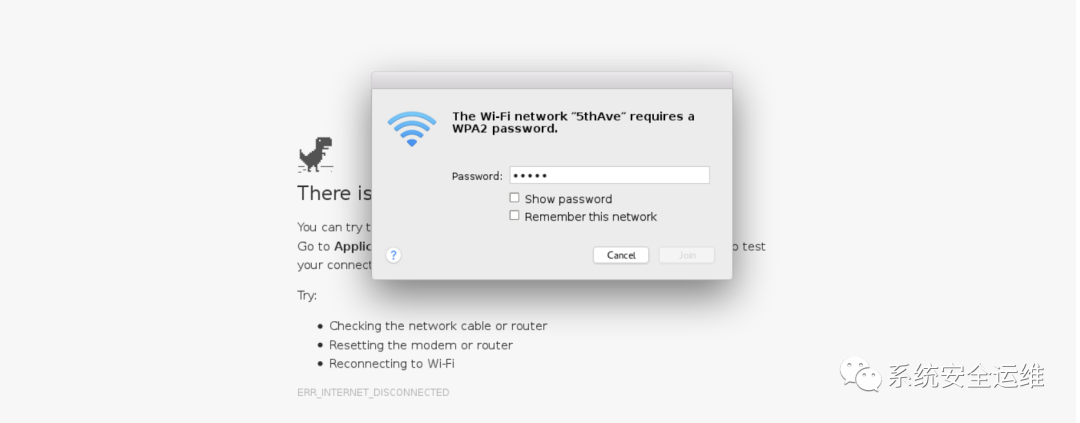 The Wi-Fi network "5thAve" requires a
WPA2 password.
Password: •••••
Show password
Remember this network
? Cancel Join
There is
You can try t
Go to Applic o test
your connect
Try:
• Checking the network cable or router
• Resetting the modem or router
• Reconnecting to Wi-Fi
ERR_INTERNET_DISCONNECTED
系统安全运维